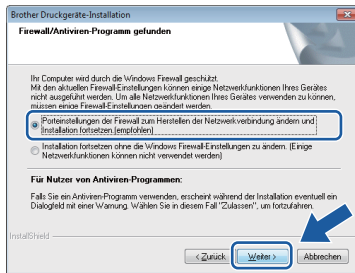 Brother Druckgeräte-Installation
Firewall/Antiviren-Programm gefunden
Ihr Computer wird durch die Windows Firewall geschützt.
Mit den aktuellen Firewall-Einstellungen können einige Netzwerkfunktionen Ihres Gerätes
nicht ausgeführt werden. Um alle Netzwerkfunktionen Ihres Gerätes verwenden zu können,
müssen einige Firewall-Einstellungen geändert werden.
Porteinstellungen der Firewall zum Herstellen der Netzwerkverbindung ändern und
Installation fortsetzen.(empfohlen)
Installation fortsetzen ohne die Windows Firewall-Einstellungen zu ändern. (Einige
Netzwerkfunktionen können nicht verwendet werden)
Für Nutzer von Antiviren-Programmen:
Falls Sie ein Antiviren-Programm verwenden, erscheint während der Installation eventuell ein
Dialogfeld mit einer Warnung. Wählen Sie in diesem Fall "Zulassen", um fortzufahren.
InstallShield
< Zurück Weiter > Abbrechen